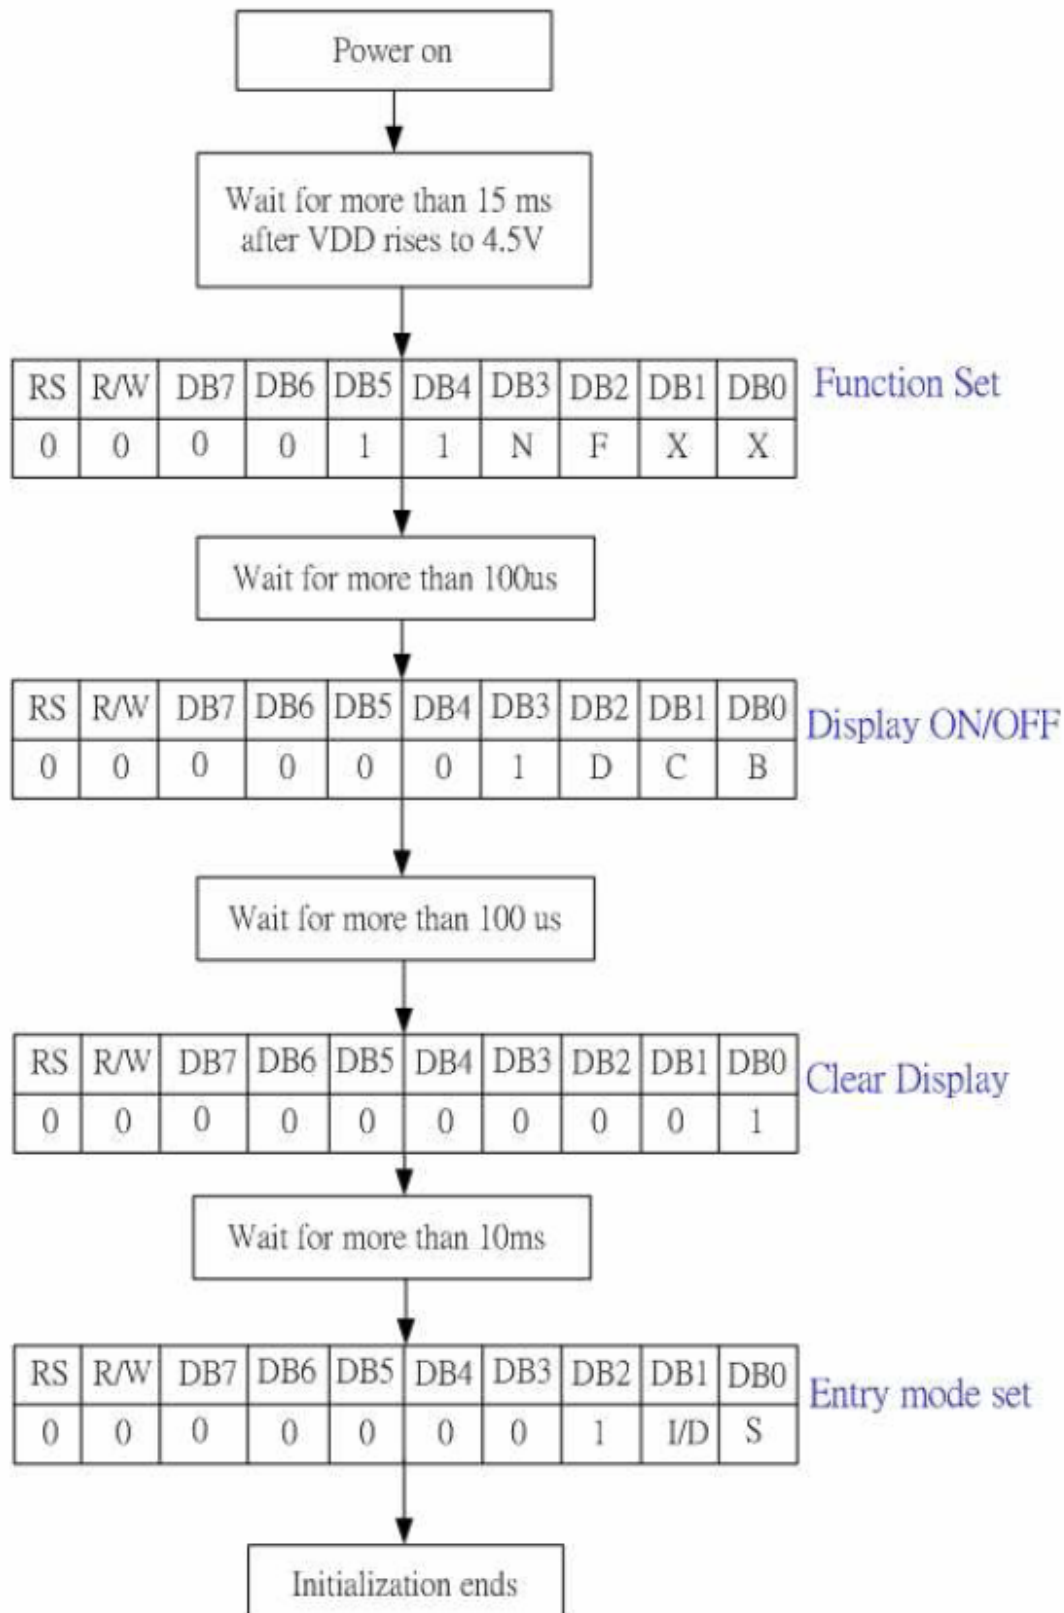 Power on
Wait for more than 15 ms
after VDD rises to 4.5V
RS R/W DB7 DB6 DB5 DB4 DB3 DB2 DB1 DB0 Function Set
0 0 0 0 1 1 N F X X
Wait for more than 100us
RS R/W DB7 DB6 DB5 DB4 DB3 DB2 DB1 DB0 Display ON/OFF
0 0 0 0 0 0 1 D C B
Wait for more than 100 us
RS R/W DB7 DB6 DB5 DB4 DB3 DB2 DB1 DB0 Clear Display
0 0 0 0 0 0 0 0 0 1
Wait for more than 10ms
RS R/W DB7 DB6 DB5 DB4 DB3 DB2 DB1 DB0 Entry mode set
0 0 0 0 0 0 0 1 I/D S
Initialization ends